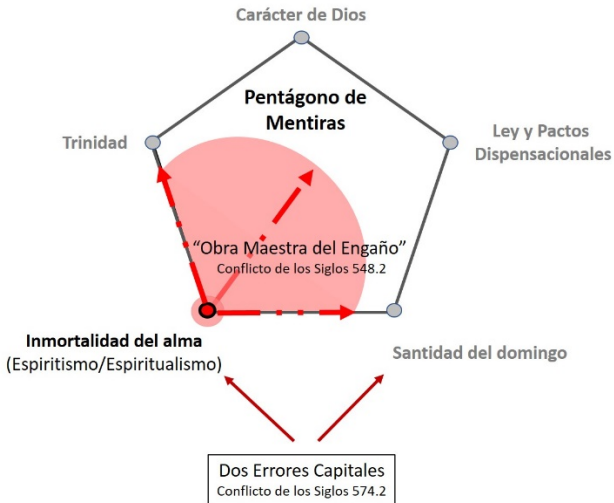 Carácter de Dios
Pentágono de
Mentiras
Trinidad
Ley y Pactos
Dispensacionales
“Obra Maestra del Engaño”
Conflicto de los Siglos 548.2
Inmortalidad del alma
(Espiritismo/Espiritualismo)
Santidad del domingo
Dos Errores Capitales
Conflicto de los Siglos 574.2